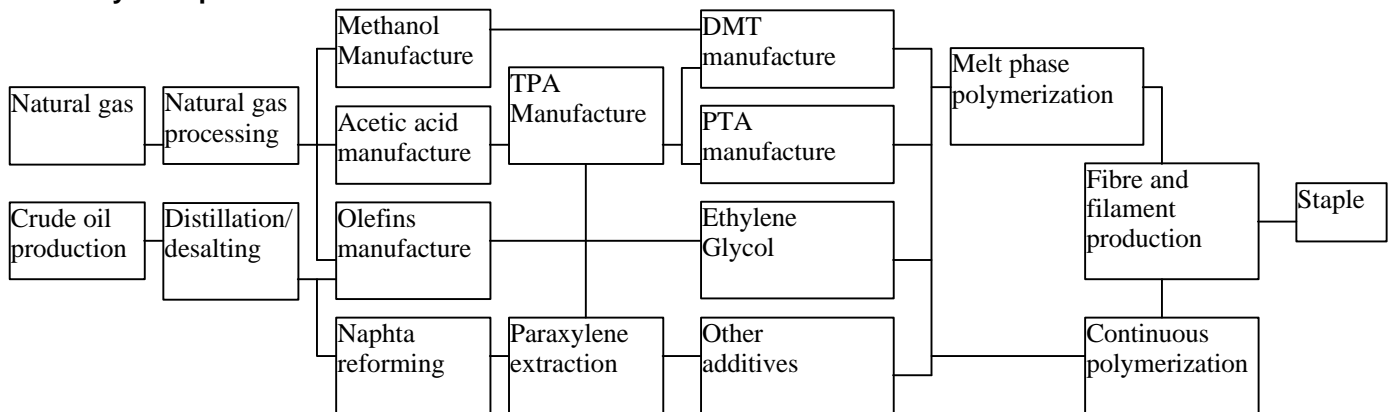 Methanol
Manufacture
DMT
manufacture
Melt phase
polymerization
Natural gas
Natural gas
processing
TPA
Manufacture
Acetic acid
manufacture
PTA
manufacture
Fibre and
filament
production
Staple
Crude oil
production
Distillation/
desalting
Olefins
manufacture
Ethylene
Glycol
Naphta
reforming
Paraxylene
extraction
Other
additives
Continuous
polymerization